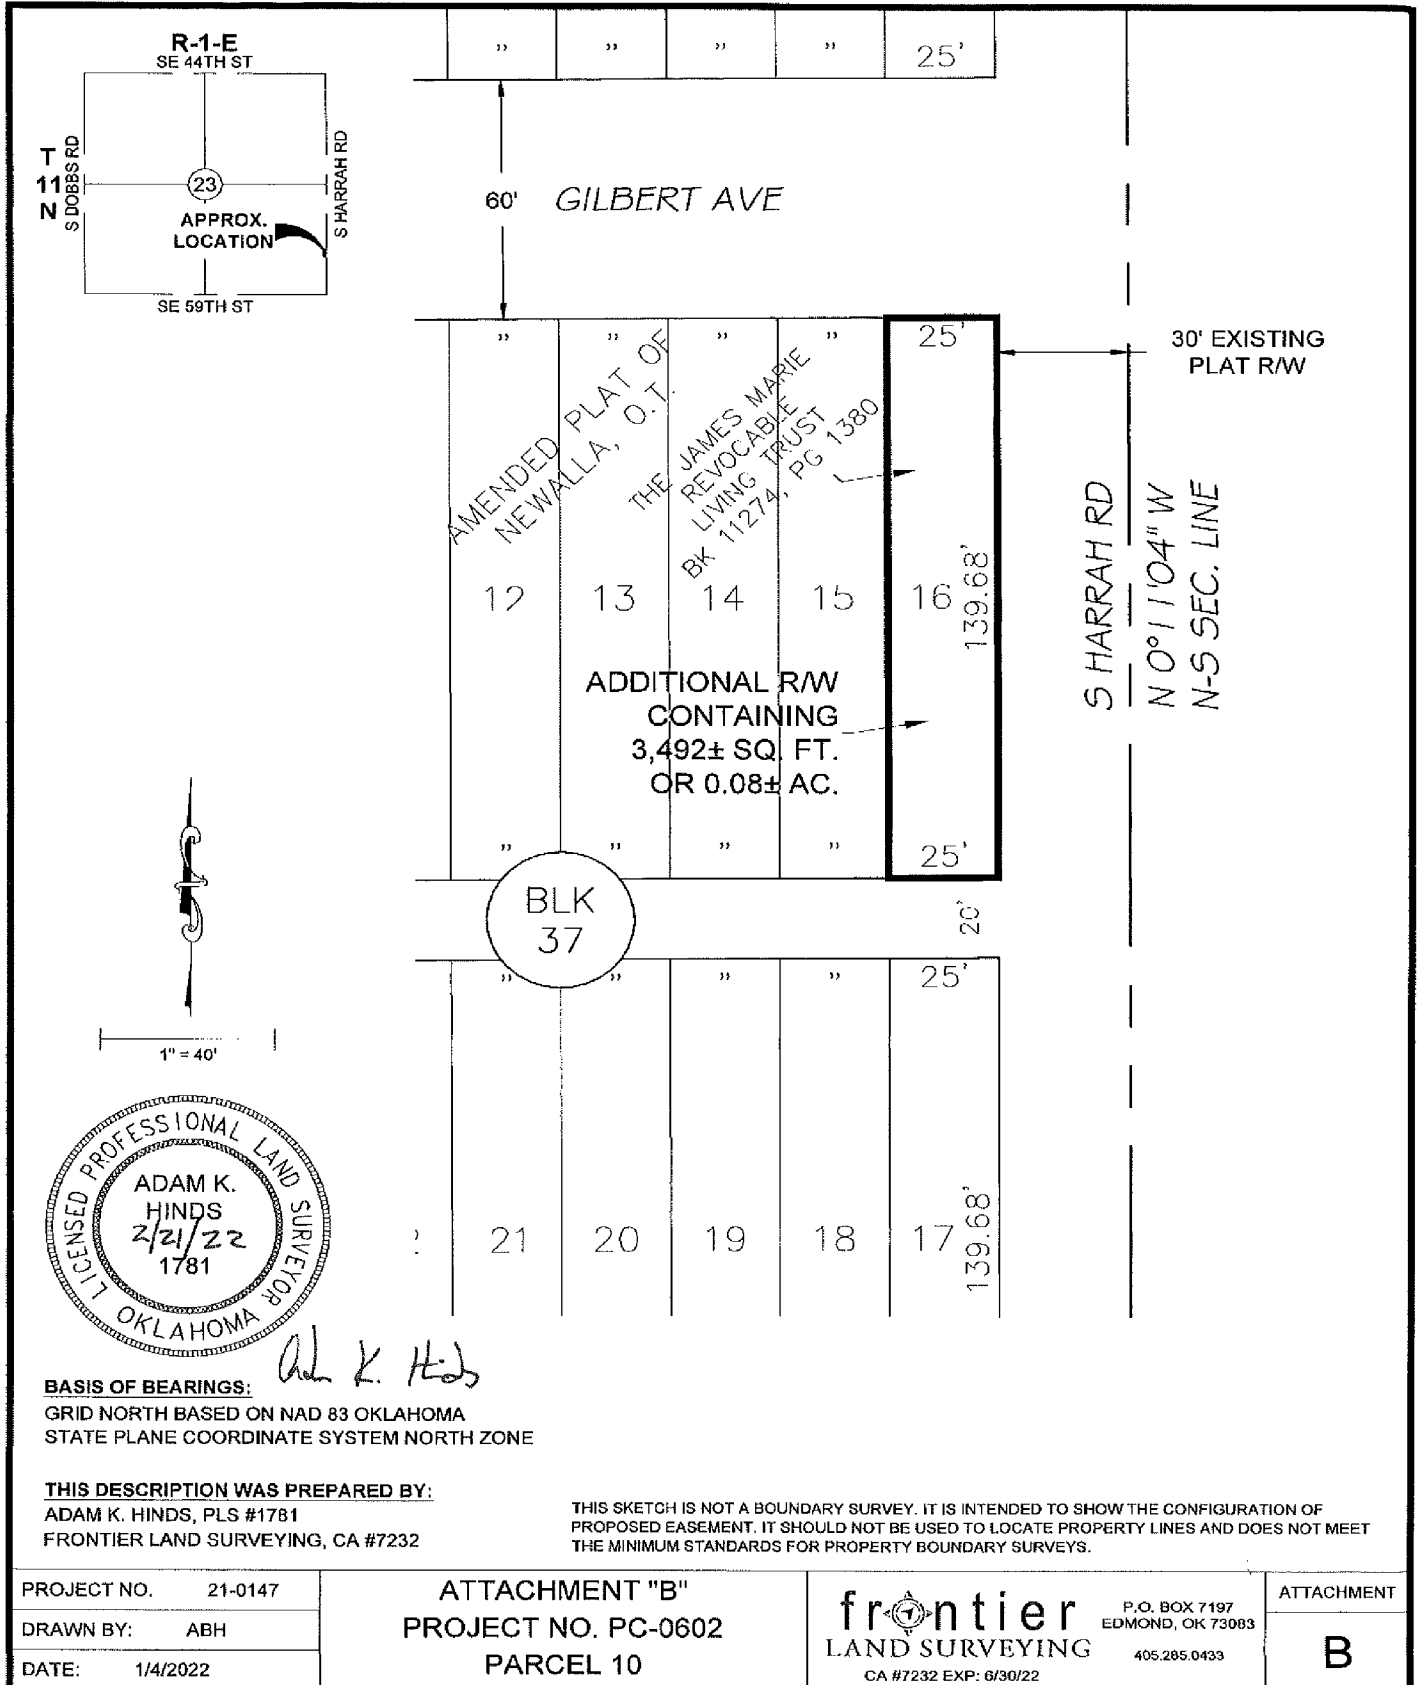 R-1-E
SE 44TH ST
T
11
N
S DOBBS RD
23
S HARRAH RD
APPROX.
LOCATION
SE 59TH ST
" " " " 25'
60' GILBERT AVE
" " " " 25'
30' EXISTING
PLAT R/W
AMENDED PLAT OF
NEWALLA, O.T.
THE JAMES MARIE
REVOCABLE
LIVING TRUST
BK 11274, PG 1380
12 13 14 15 16
139.68'
S HARRAH RD
N 0°11'04" W
N-S SEC. LINE
ADDITIONAL R/W
CONTAINING
3,492± SQ. FT.
OR 0.08± AC.
" " " " 25'
BLK
37
20'
" " " " 25'
21 20 19 18 17
139.68'
1" = 40'
LICENSED PROFESSIONAL LAND SURVEYOR
ADAM K.
HINDS
2/21/22
1781
OKLAHOMA
Adam K. Hinds
BASIS OF BEARINGS:
GRID NORTH BASED ON NAD 83 OKLAHOMA
STATE PLANE COORDINATE SYSTEM NORTH ZONE
THIS DESCRIPTION WAS PREPARED BY:
ADAM K. HINDS, PLS #1781
FRONTIER LAND SURVEYING, CA #7232
THIS SKETCH IS NOT A BOUNDARY SURVEY. IT IS INTENDED TO SHOW THE CONFIGURATION OF
PROPOSED EASEMENT. IT SHOULD NOT BE USED TO LOCATE PROPERTY LINES AND DOES NOT MEET
THE MINIMUM STANDARDS FOR PROPERTY BOUNDARY SURVEYS.
PROJECT NO. 21-0147
DRAWN BY: ABH
DATE: 1/4/2022
ATTACHMENT "B"
PROJECT NO. PC-0602
PARCEL 10
frontier
LAND SURVEYING
CA #7232 EXP: 6/30/22
P.O. BOX 7197
EDMOND, OK 73083
405.285.0433
ATTACHMENT
B